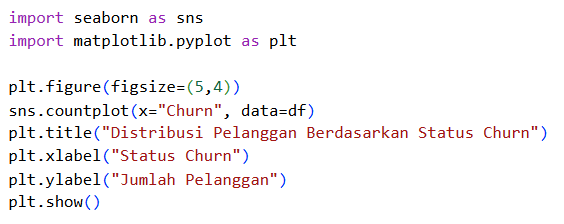 import seaborn as sns
import matplotlib.pyplot as plt
plt.figure(figsize=(5,4))
sns.countplot(x="Churn", data=df)
plt.title("Distribusi Pelanggan Berdasarkan Status Churn")
plt.xlabel("Status Churn")
plt.ylabel("Jumlah Pelanggan")
plt.show()